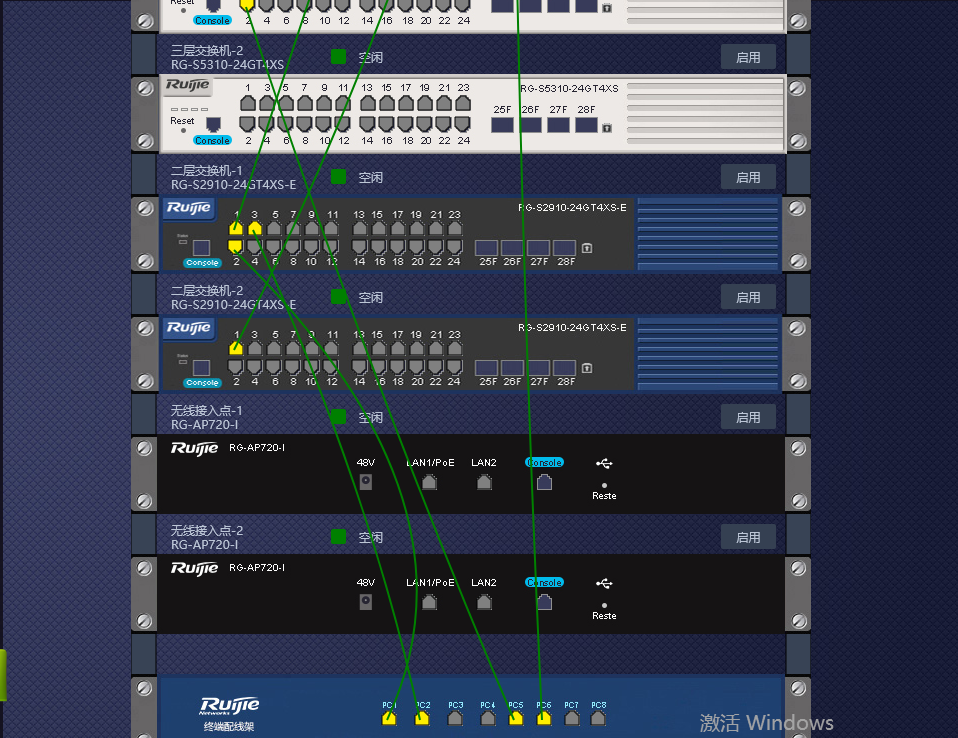 Reset
Console
2 4 6 8 10 12 14 16 18 20 22 24
三层交换机-2
RG-S5310-24GT4XS
空闲
启用
Ruijie
1 3 5 7 9 11 13 15 17 19 21 23
RG-S5310-24GT4XS
25F 26F 27F 28F
Reset
Console
2 4 6 8 10 12 14 16 18 20 22 24
二层交换机-1
RG-S2910-24GT4XS-E
空闲
启用
Ruijie
1 3 5 7 9 11 13 15 17 19 21 23
RG-S2910-24GT4XS-E
Console
2 4 6 8 10 12 14 16 18 20 22 24
25F 26F 27F 28F
二层交换机-2
RG-S2910-24GT4XS-E
空闲
启用
Ruijie
1 3 5 7 9 11 13 15 17 19 21 23
RG-S2910-24GT4XS-E
Console
2 4 6 8 10 12 14 16 18 20 22 24
25F 26F 27F 28F
无线接入点-1
RG-AP720-I
空闲
启用
Ruijie RG-AP720-I
48V LAN1/PoE LAN2 Console
Reste
无线接入点-2
RG-AP720-I
空闲
启用
Ruijie RG-AP720-I
48V LAN1/PoE LAN2 Console
Reste
Ruijie
Networks
终端配线架
PC1 PC2 PC3 PC4 PC5 PC6 PC7 PC8
激活 Windows